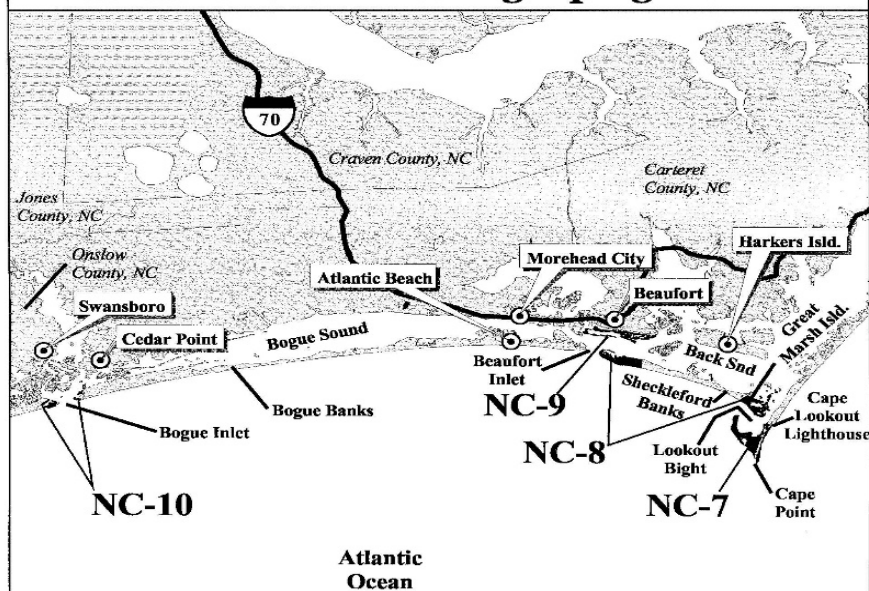 70
Craven County, NC
Carteret
County, NC
Jones
County, NC
Onslow
County, NC
Harkers Isld.
Morehead City
Atlantic Beach
Beaufort
Swansboro
Cedar Point
Bogue Sound
Great
Marsh Isld.
Back Snd
Beaufort
Inlet
NC-9
Sheckleford
Banks
Cape
Lookout
Lighthouse
Bogue Banks
Bogue Inlet
NC-8
Lookout
Bight
NC-10
NC-7
Cape
Point
Atlantic
Ocean